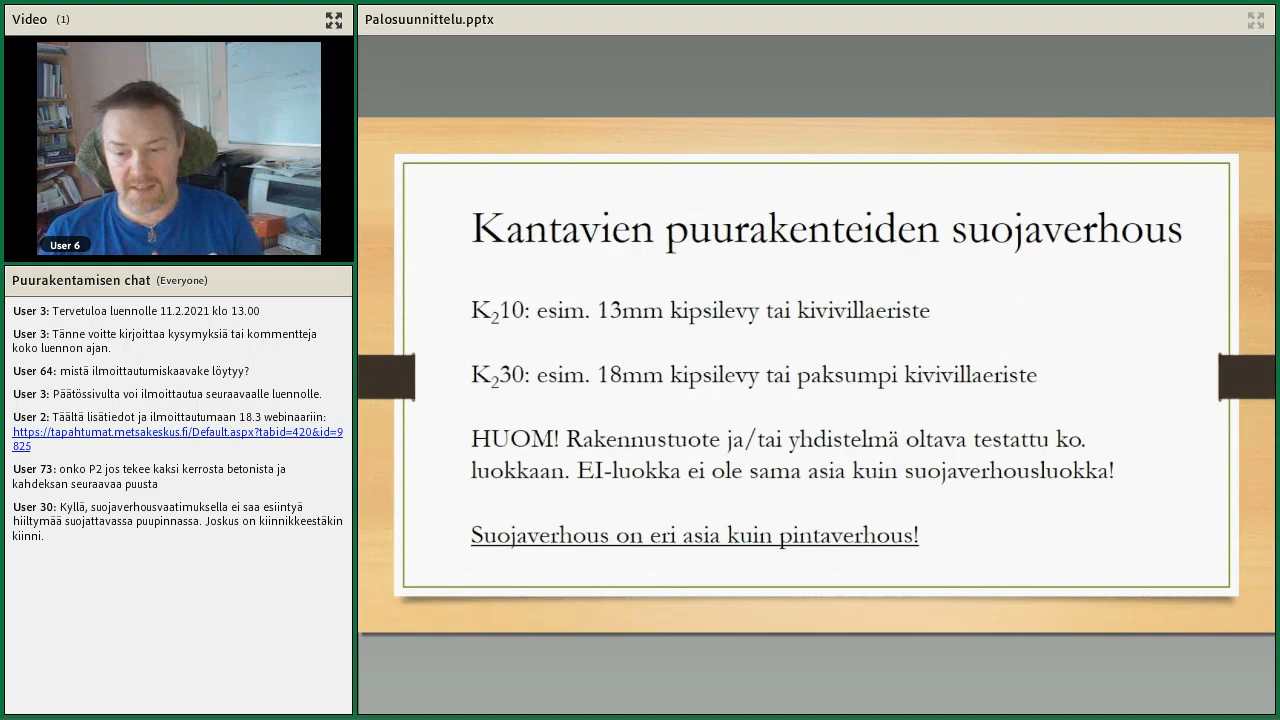 Video (1)
User 6
Puurakentamisen chat (Everyone)
User 3: Tervetuloa luennolle 11.2.2021 klo 13.00
User 3: Tänne voitte kirjoittaa kysymyksiä tai kommentteja
koko luennon ajan.
User 64: mistä ilmoittautumiskaavake löytyy?
User 3: Päätössivulta voi ilmoittautua seuraavaalle luennolle.
User 2: Täältä lisätiedot ja ilmoittautumaan 18.3 webinaariin:
https://tapahtumat.metsakeskus.fi/Default.aspx?tabid=420&id=9
825
User 73: onko P2 jos tekee kaksi kerrosta betonista ja
kahdeksan seuraavaa puusta
User 30: Kyllä, suojaverhousvaatimuksella ei saa esiintyä
hiiltymää suojattavassa puupinnassa. Joskus on kiinnikkeestäkin
kiinni.
Palosuunnittelu.pptx
Kantavien puurakenteiden suojaverhous
K₂10: esim. 13mm kipsilevy tai kivivillaeriste
K₂30: esim. 18mm kipsilevy tai paksumpi kivivillaeriste
HUOM! Rakennustuote ja/tai yhdistelmä oltava testattu ko.
luokkaan. EI-luokka ei ole sama asia kuin suojaverhousluokka!
Suojaverhous on eri asia kuin pintaverhous!